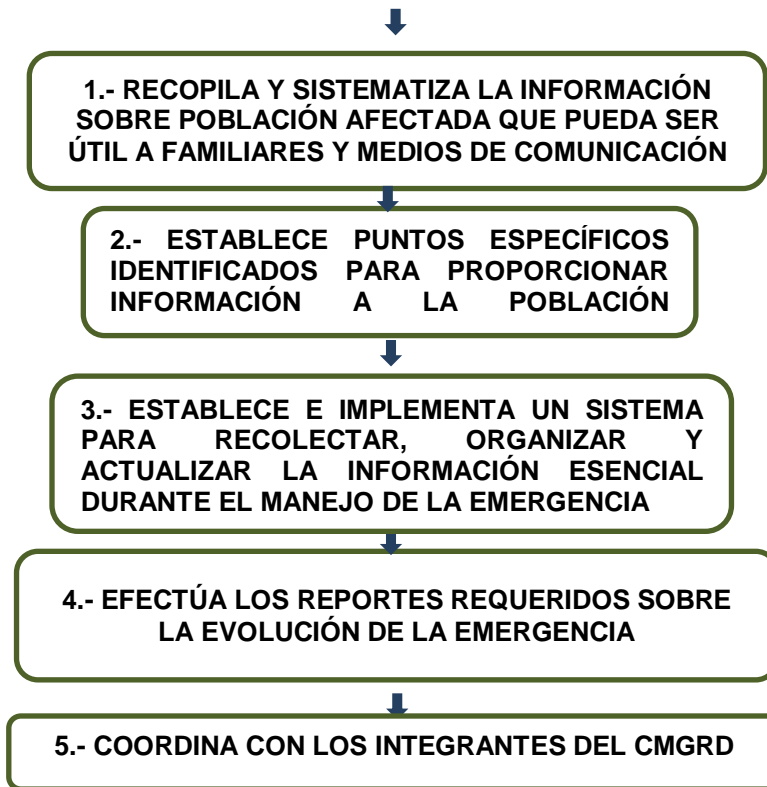 1.- RECOPILA Y SISTEMATIZA LA INFORMACIÓN
SOBRE POBLACIÓN AFECTADA QUE PUEDA SER
ÚTIL A FAMILIARES Y MEDIOS DE COMUNICACIÓN
2.- ESTABLECE PUNTOS ESPECÍFICOS
IDENTIFICADOS PARA PROPORCIONAR
INFORMACIÓN A LA POBLACIÓN
3.- ESTABLECE E IMPLEMENTA UN SISTEMA
PARA RECOLECTAR, ORGANIZAR Y
ACTUALIZAR LA INFORMACIÓN ESENCIAL
DURANTE EL MANEJO DE LA EMERGENCIA
4.- EFECTÚA LOS REPORTES REQUERIDOS SOBRE
LA EVOLUCIÓN DE LA EMERGENCIA
5.- COORDINA CON LOS INTEGRANTES DEL CMGRD